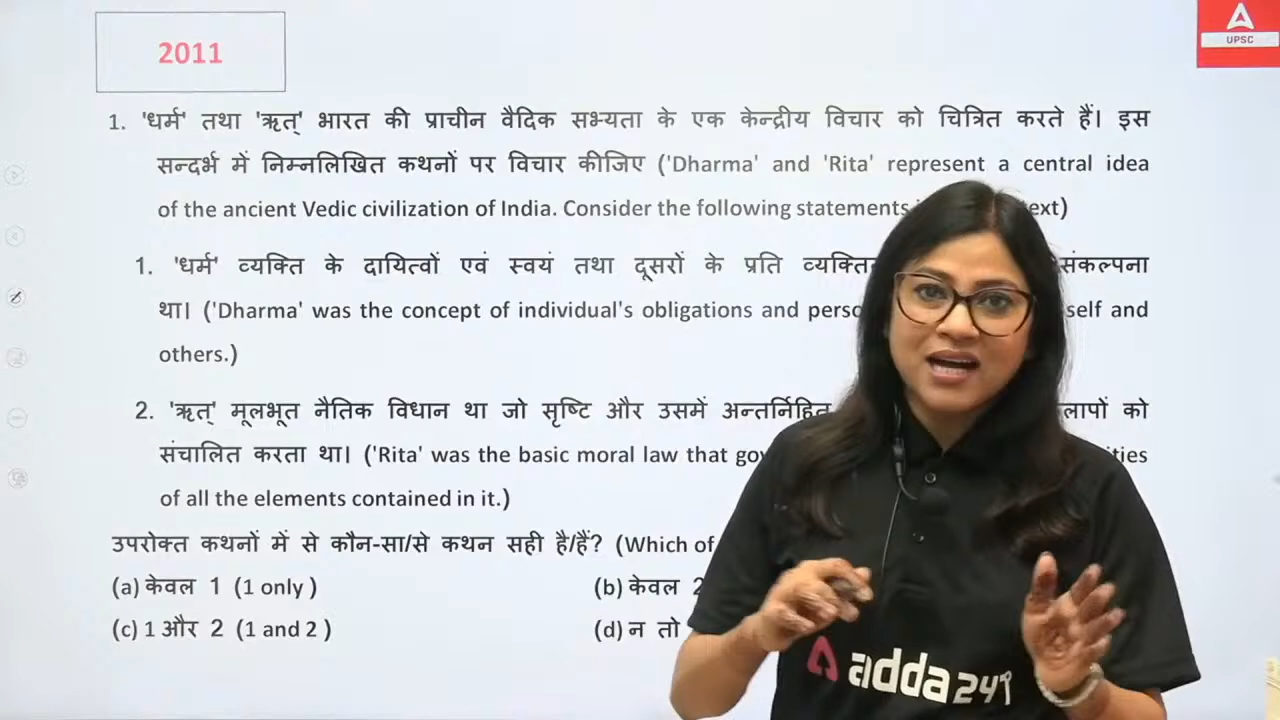 2011
UPSC
1. 'धर्म' तथा 'ऋत्' भारत की प्राचीन वैदिक सभ्यता के एक केन्द्रीय विचार को चित्रित करते हैं। इस
सन्दर्भ में निम्नलिखित कथनों पर विचार कीजिए ('Dharma' and 'Rita' represent a central idea
of the ancient Vedic civilization of India. Consider the following statements
1. 'धर्म' व्यक्ति के दायित्वों एवं स्वयं तथा दूसरों के प्रति व्यक्ति संकल्पना
था। ('Dharma' was the concept of individual's obligations and self and
others.)
2. 'ऋत्' मूलभूत नैतिक विधान था जो सृष्टि और उसमें अन्तर्निहित को
संचालित करता था। ('Rita' was the basic moral law that
of all the elements contained in it.)
उपरोक्त कथनों में से कौन-सा/से कथन सही है/हैं? (Which of
(a) केवल 1 (1 only ) (b) केवल 2
(c) 1 और 2 (1 and 2 ) (d) न तो
adda247